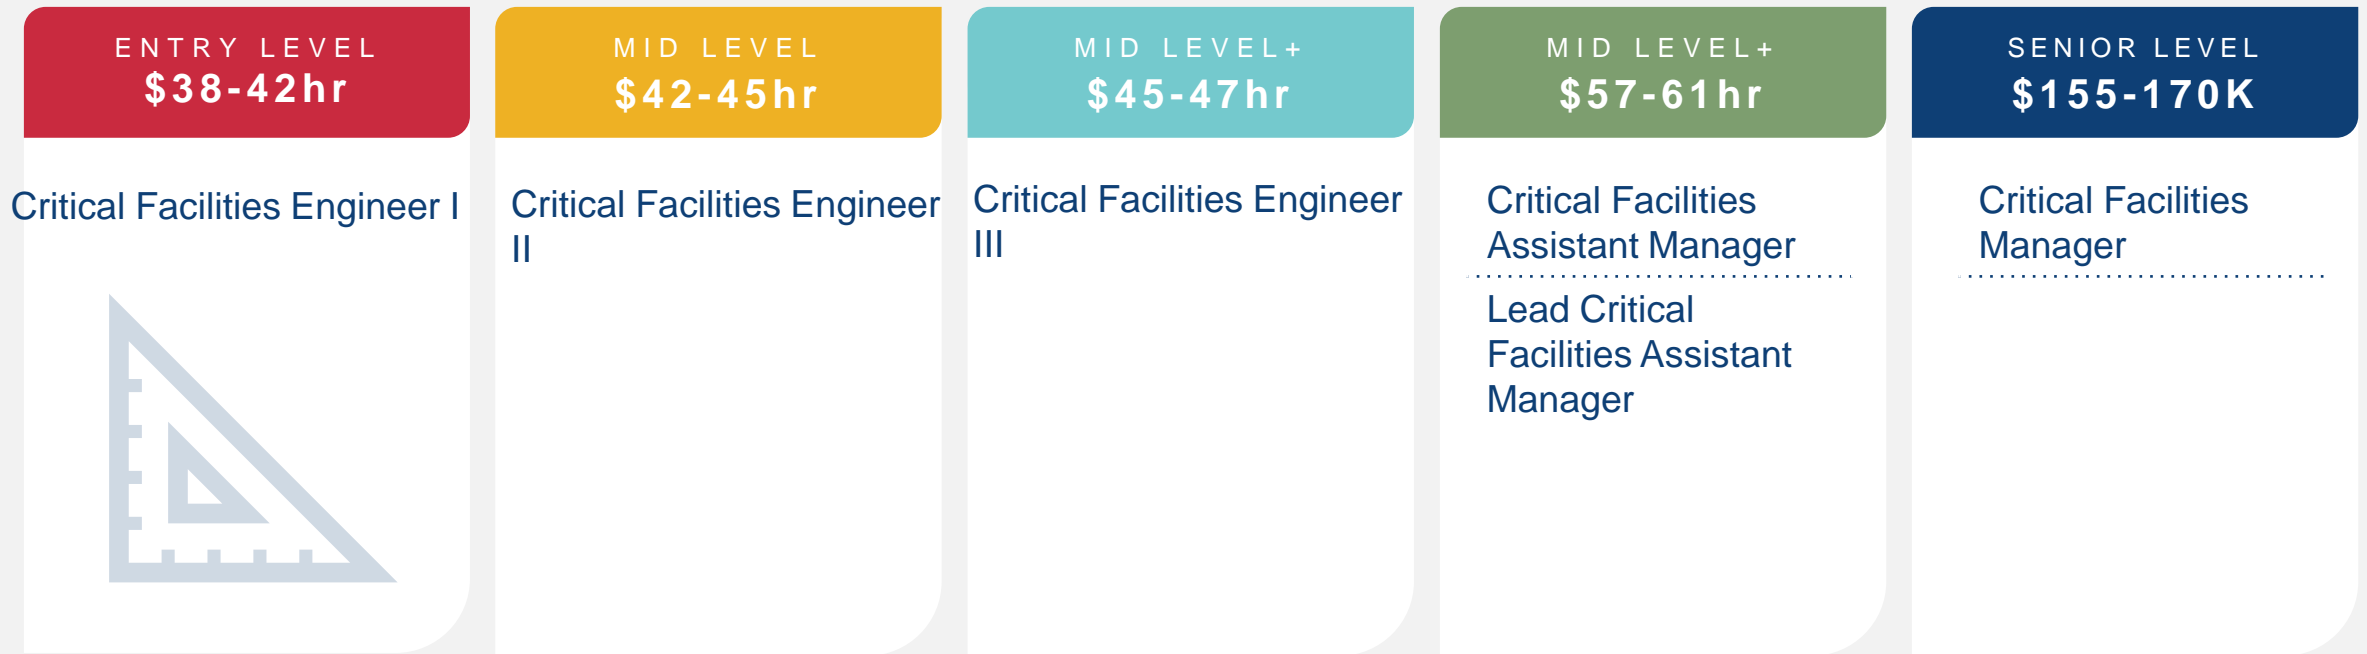 ENTRY LEVEL
$38-42hr
Critical Facilities Engineer I
MID LEVEL
$42-45hr
Critical Facilities Engineer
II
MID LEVEL+
$45-47hr
Critical Facilities Engineer
III
MID LEVEL+
$57-61hr
Critical Facilities
Assistant Manager
Lead Critical
Facilities Assistant
Manager
SENIOR LEVEL
$155-170K
Critical Facilities
Manager